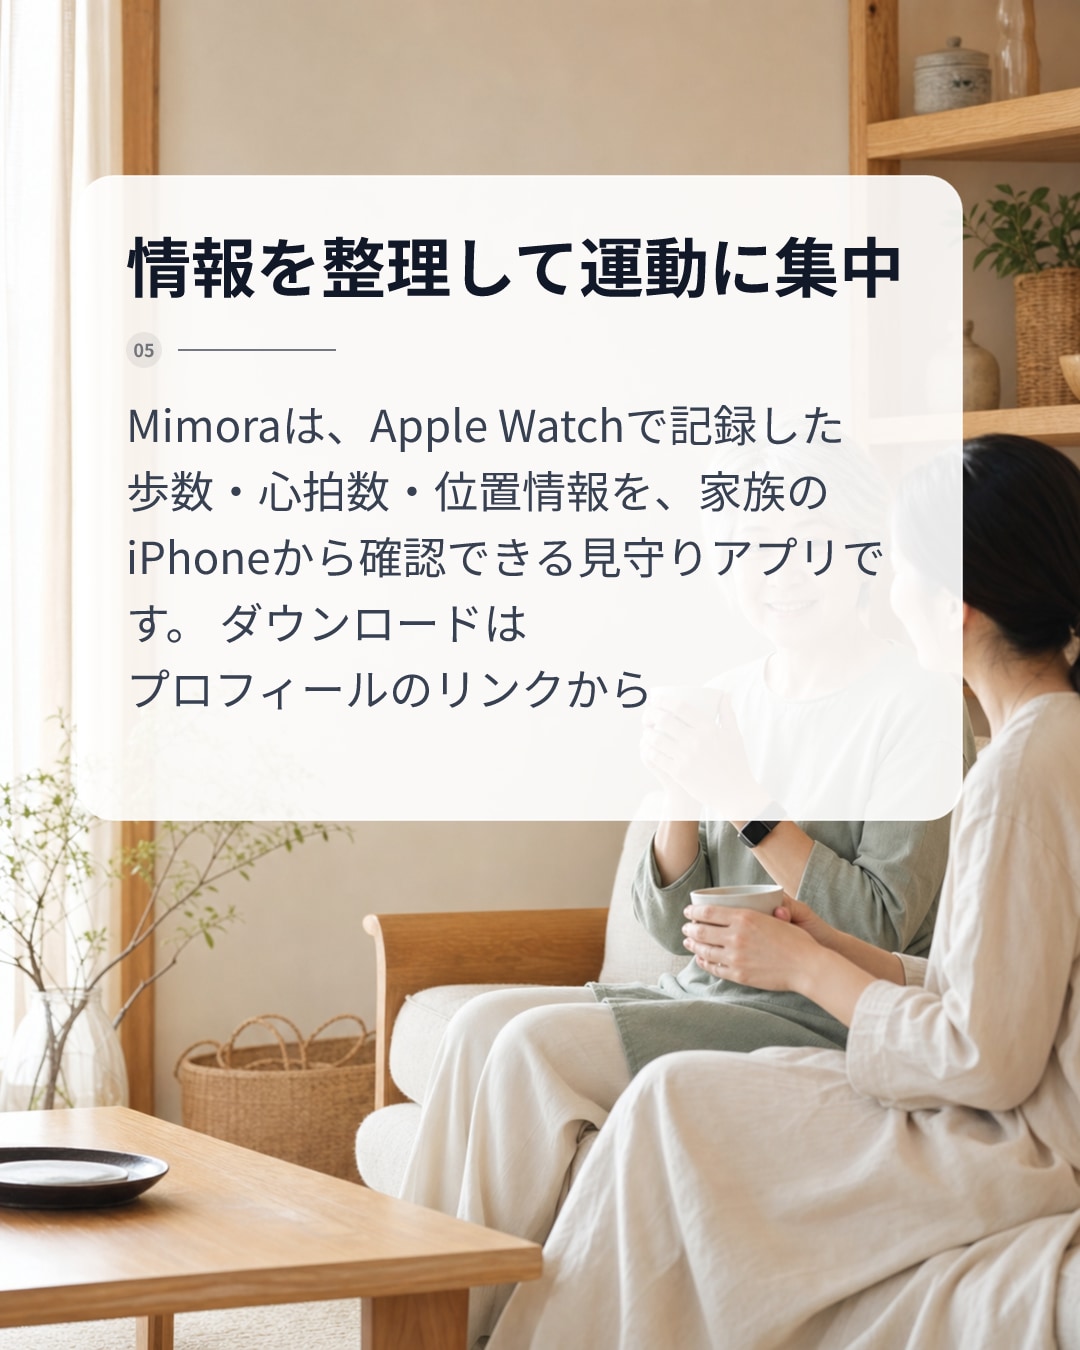 情報を整理して運動に集中
05
Mimoraは、Apple Watchで記録した
歩数・心拍数・位置情報を、家族の
iPhoneから確認できる見守りアプリで
す。 ダウンロードは
プロフィールのリンクから